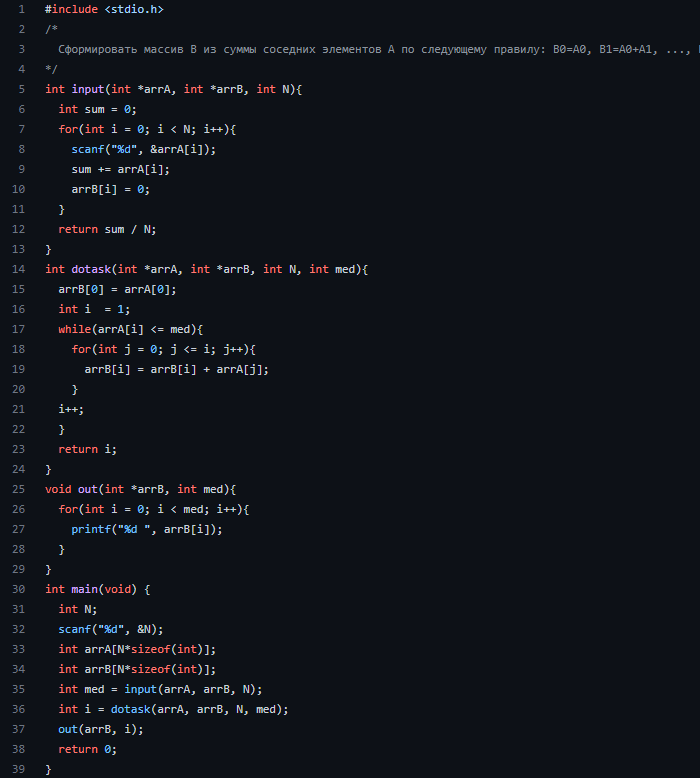 1 #include <stdio.h>
2 /*
3 Сформировать массив B из суммы соседних элементов A по следующему правилу: B0=A0, B1=A0+A1, ...,
4 */
5 int input(int *arrA, int *arrB, int N){
6 int sum = 0;
7 for(int i = 0; i < N; i++){
8 scanf("%d", &arrA[i]);
9 sum += arrA[i];
10 arrB[i] = 0;
11 }
12 return sum / N;
13 }
14 int dotask(int *arrA, int *arrB, int N, int med){
15 arrB[0] = arrA[0];
16 int i  = 1;
17 while(arrA[i] <= med){
18 for(int j = 0; j <= i; j++){
19 arrB[i] = arrB[i] + arrA[j];
20 }
21 i++;
22 }
23 return i;
24 }
25 void out(int *arrB, int med){
26 for(int i = 0; i < med; i++){
27 printf("%d ", arrB[i]);
28 }
29 }
30 int main(void) {
31 int N;
32 scanf("%d", &N);
33 int arrA[N*sizeof(int)];
34 int arrB[N*sizeof(int)];
35 int med = input(arrA, arrB, N);
36 int i = dotask(arrA, arrB, N, med);
37 out(arrB, i);
38 return 0;
39 }